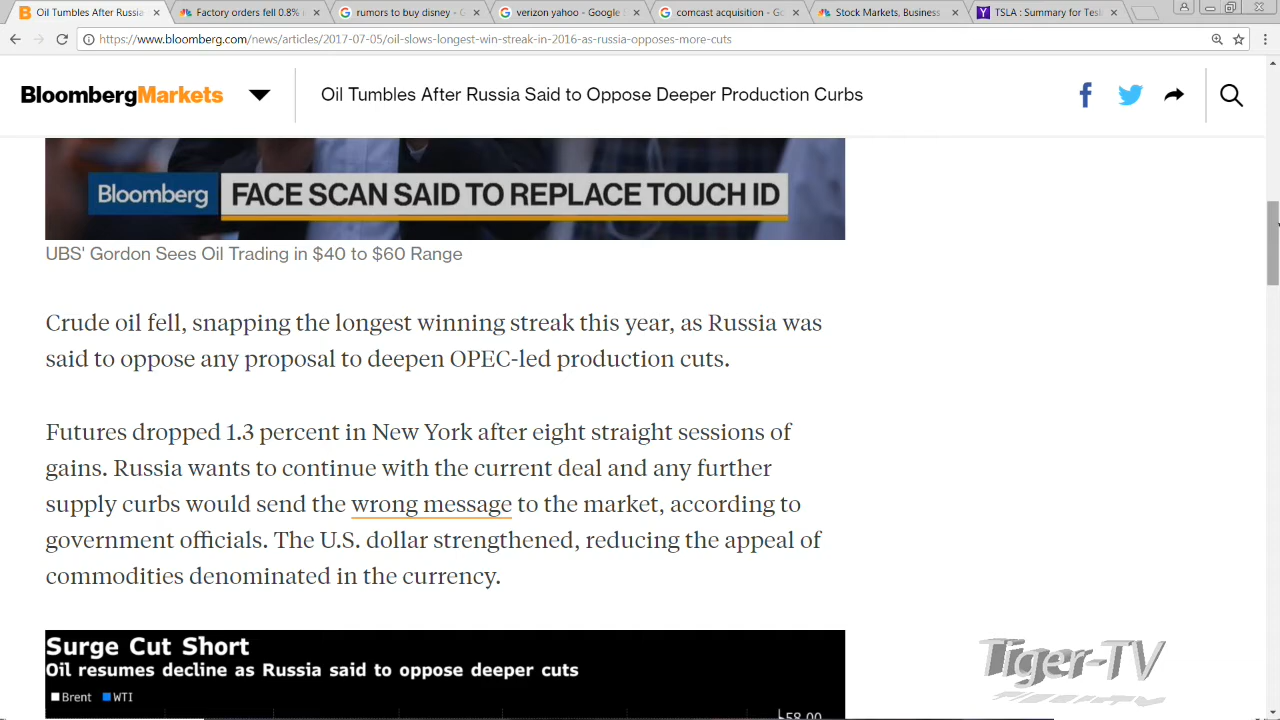 Oil Tumbles After Russia
Factory orders fell 0.8%
rumors to buy disney - G
verizon yahoo - Google
comcast acquisition - Go
Stock Markets, Business
TSLA : Summary for Tesl
https://www.bloomberg.com/news/articles/2017-07-05/oil-slows-longest-win-streak-in-2016-as-russia-opposes-more-cuts
BloombergMarkets
Oil Tumbles After Russia Said to Oppose Deeper Production Curbs
Bloomberg
FACE SCAN SAID TO REPLACE TOUCH ID
UBS' Gordon Sees Oil Trading in $40 to $60 Range
Crude oil fell, snapping the longest winning streak this year, as Russia was
said to oppose any proposal to deepen OPEC-led production cuts.
Futures dropped 1.3 percent in New York after eight straight sessions of
gains. Russia wants to continue with the current deal and any further
supply curbs would send the wrong message to the market, according to
government officials. The U.S. dollar strengthened, reducing the appeal of
commodities denominated in the currency.
Surge Cut Short
Oil resumes decline as Russia said to oppose deeper cuts
Brent WTI
58.00
Tiger-TV